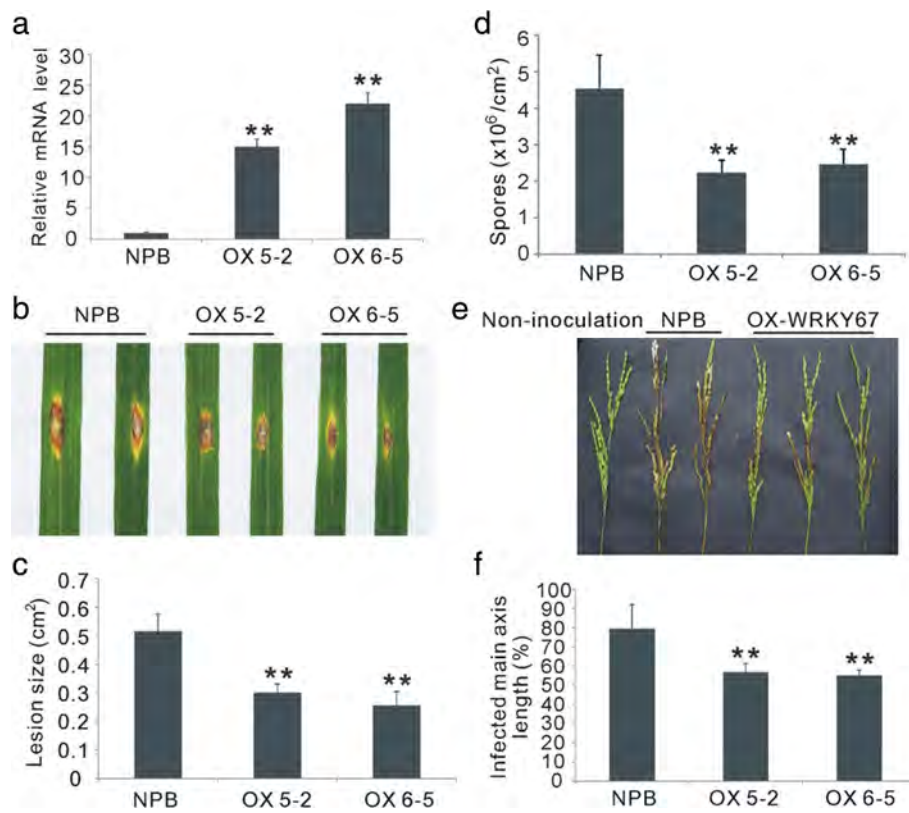 a
Relative mRNA level
30
25
20
15
10
5
0
**
**
NPB OX 5-2 OX 6-5
d
Spores (x10⁶/cm²)
6
5
4
3
2
1
0
**
**
NPB OX 5-2 OX 6-5
b
NPB OX 5-2 OX 6-5
e
Non-inoculation NPB OX-WRKY67
c
Lesion size (cm²)
0.7
0.6
0.5
0.4
0.3
0.2
0.1
0
**
**
NPB OX 5-2 OX 6-5
f
Infected main axis
length (%)
100
90
80
70
60
50
40
30
20
10
0
**
**
NPB OX 5-2 OX 6-5